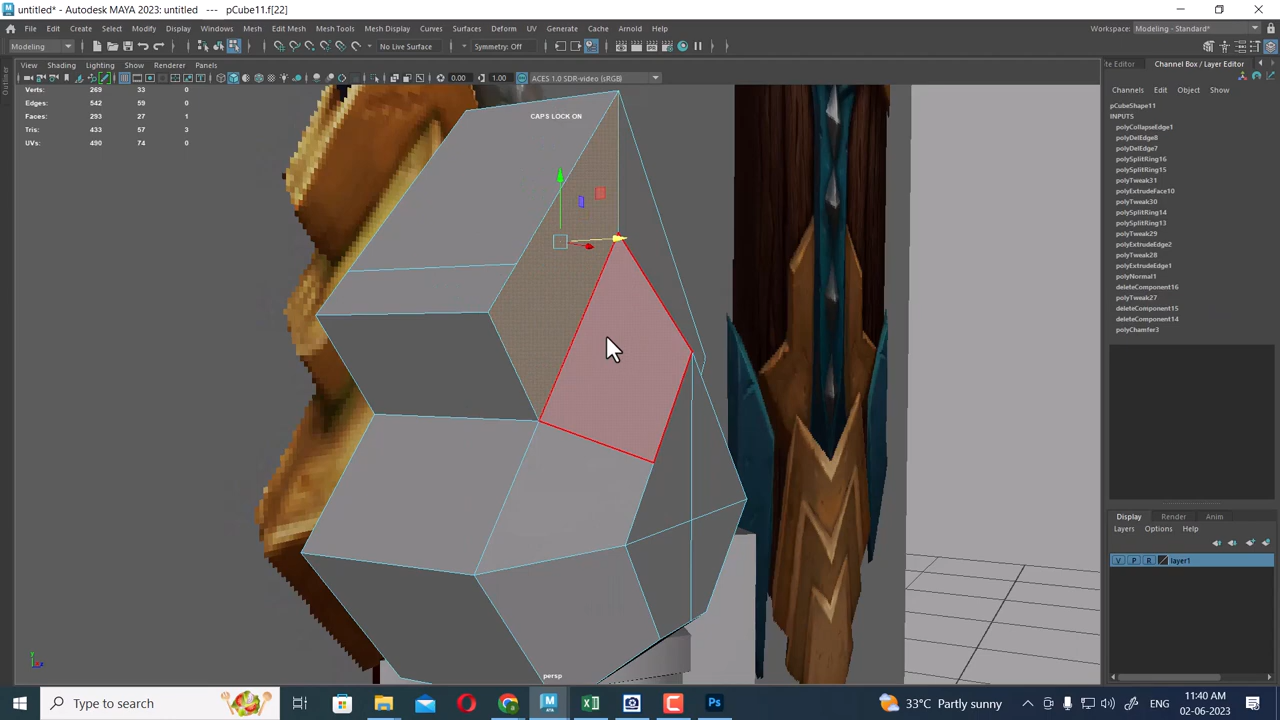 untitled* - Autodesk MAYA 2023: untitled   ---   pCube11.f[22]
File Edit Create Select Modify Display Windows Mesh Edit Mesh Mesh Tools Mesh Display Curves Surfaces Deform UV Generate Cache Arnold Help
Workspace: Modeling - Standard*
Modeling
No Live Surface
Symmetry: Off
View Shading Lighting Show Renderer Panels
te Editor
Channel Box / Layer Editor
0.00
1.00
ACES 1.0 SDR-video (sRGB)
Outliner
Channels Edit Object Show
Verts: 269 33 0
Edges: 542 59 0
Faces: 293 27 1
Tris: 433 57 3
UVs: 490 74 0
CAPS LOCK ON
pCubeShape11
INPUTS
polyCollapseEdge1
polyDelEdge8
polyDelEdge7
polySplitRing16
polySplitRing15
polyTweak31
polyExtrudeFace10
polyTweak30
polySplitRing14
polySplitRing13
polyTweak29
polyExtrudeEdge2
polyTweak28
polyExtrudeEdge1
polyNormal1
deleteComponent16
polyTweak27
deleteComponent15
deleteComponent14
polyChamfer3
Display Render Anim
Layers Options Help
V P R layer1
y
persp
Type here to search
33°C Partly sunny
ENG
11:40 AM
02-06-2023